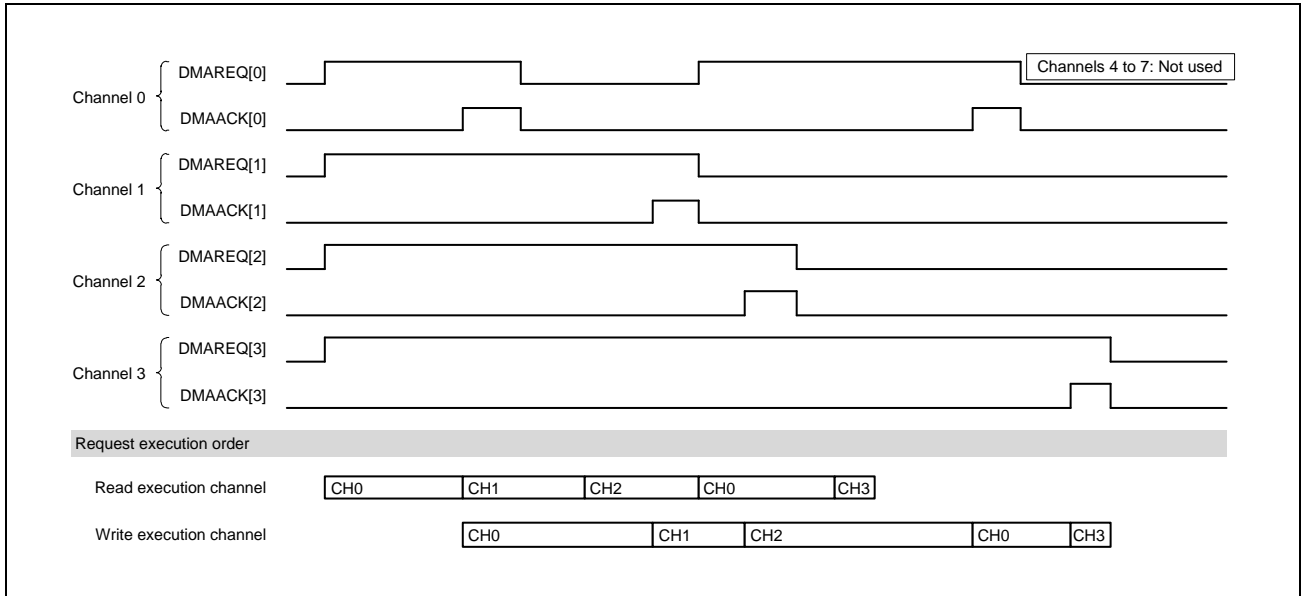 DMAREQ[0]
Channels 4 to 7: Not used
Channel 0
DMAACK[0]
DMAREQ[1]
Channel 1
DMAACK[1]
DMAREQ[2]
Channel 2
DMAACK[2]
DMAREQ[3]
Channel 3
DMAACK[3]
Request execution order
Read execution channel CH0 CH1 CH2 CH0 CH3
Write execution channel CH0 CH1 CH2 CH0 CH3